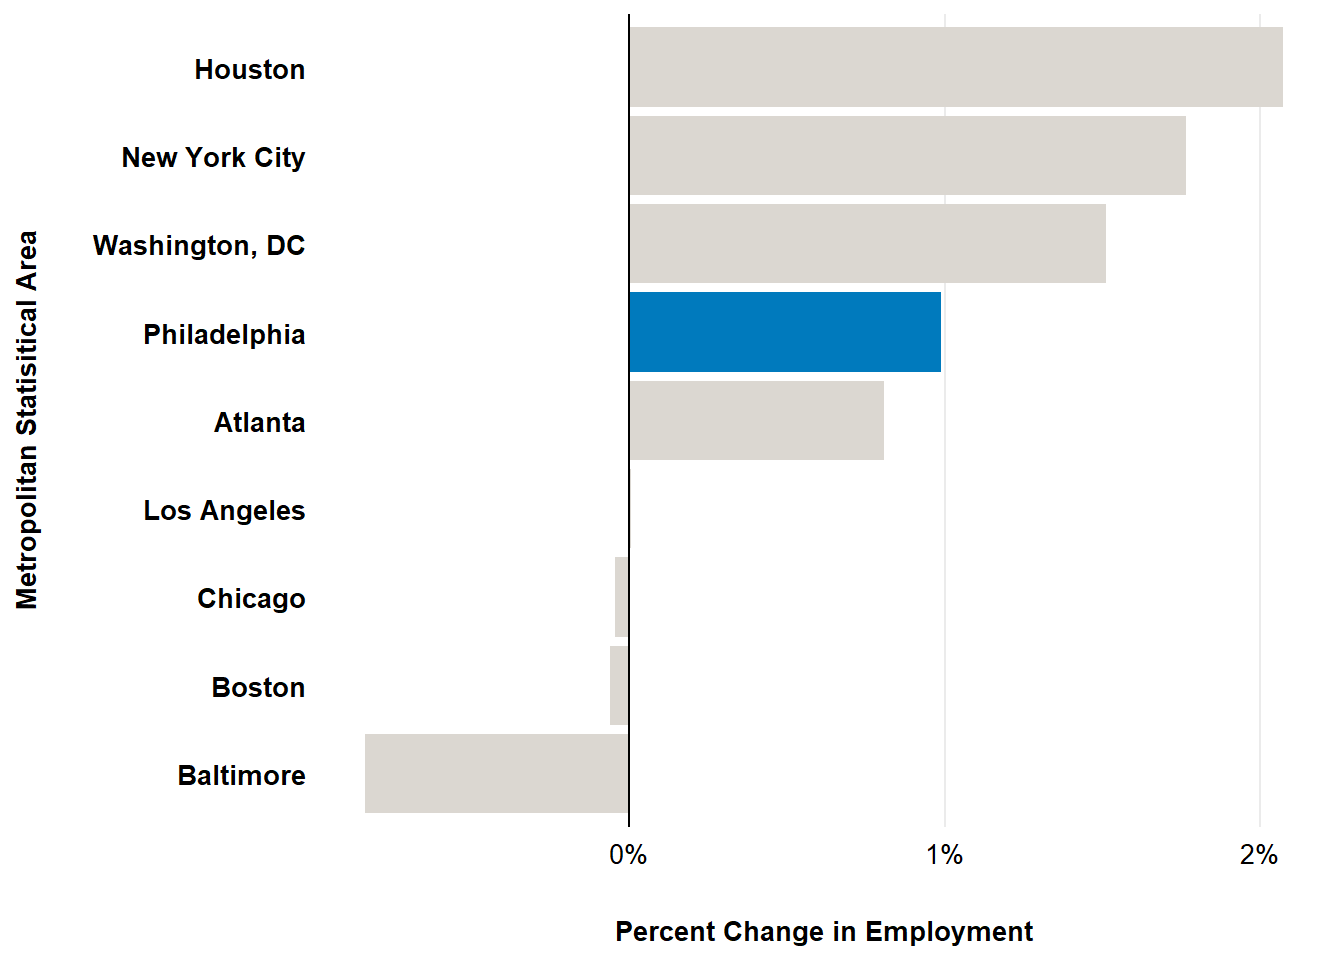 Houston
New York City
Washington, DC
Philadelphia
Atlanta
Los Angeles
Chicago
Boston
Baltimore
Metropolitan Statisitical Area
0% 1% 2%
Percent Change in Employment